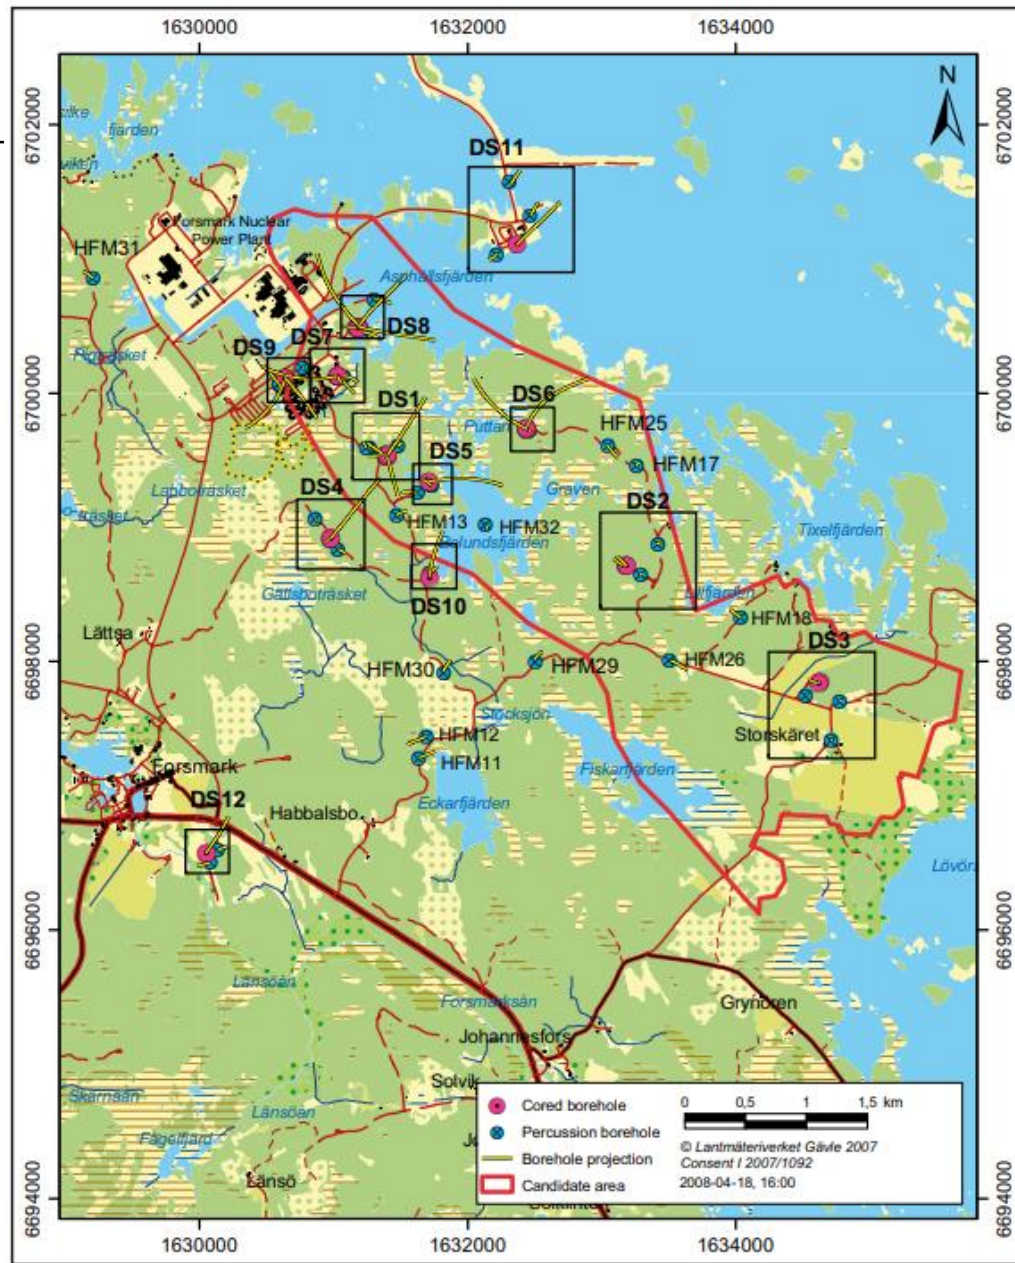 1630000
1632000
1634000
N
6702000
6702000
fjärden
DS11
Forsmark Nuclear
Power Plant
HFM31
Asphällsfjärden
DS8
DS7
DS9
6700000
6700000
DS1
DS6
HFM25
Puttan
DS5
HFM17
Graven
DS4
DS2
HFM13
HFM32
Tixelfjärden
Bolundsfjärden
Gällsboträsket
DS10
Lillfjärden
HFM18
Lättsa
DS3
HFM30
HFM29
HFM26
6698000
6698000
Stocksjön
HFM12
Storskäret
HFM11
Forsmark
Fiskarfjärden
DS12
Habbalsbo
Eckarfjärden
6696000
6696000
Länsöån
Forsmarksån
Grynören
Johannesfors
Solvik
Skärnsån
Länsöan
Cored borehole
0 0,5 1 1,5 km
Percussion borehole
© Lantmäteriverket Gävle 2007
Borehole projection
Consent I 2007/1092
Candidate area
2008-04-18, 16:00
Länsö
6694000
6694000
1630000
1632000
1634000